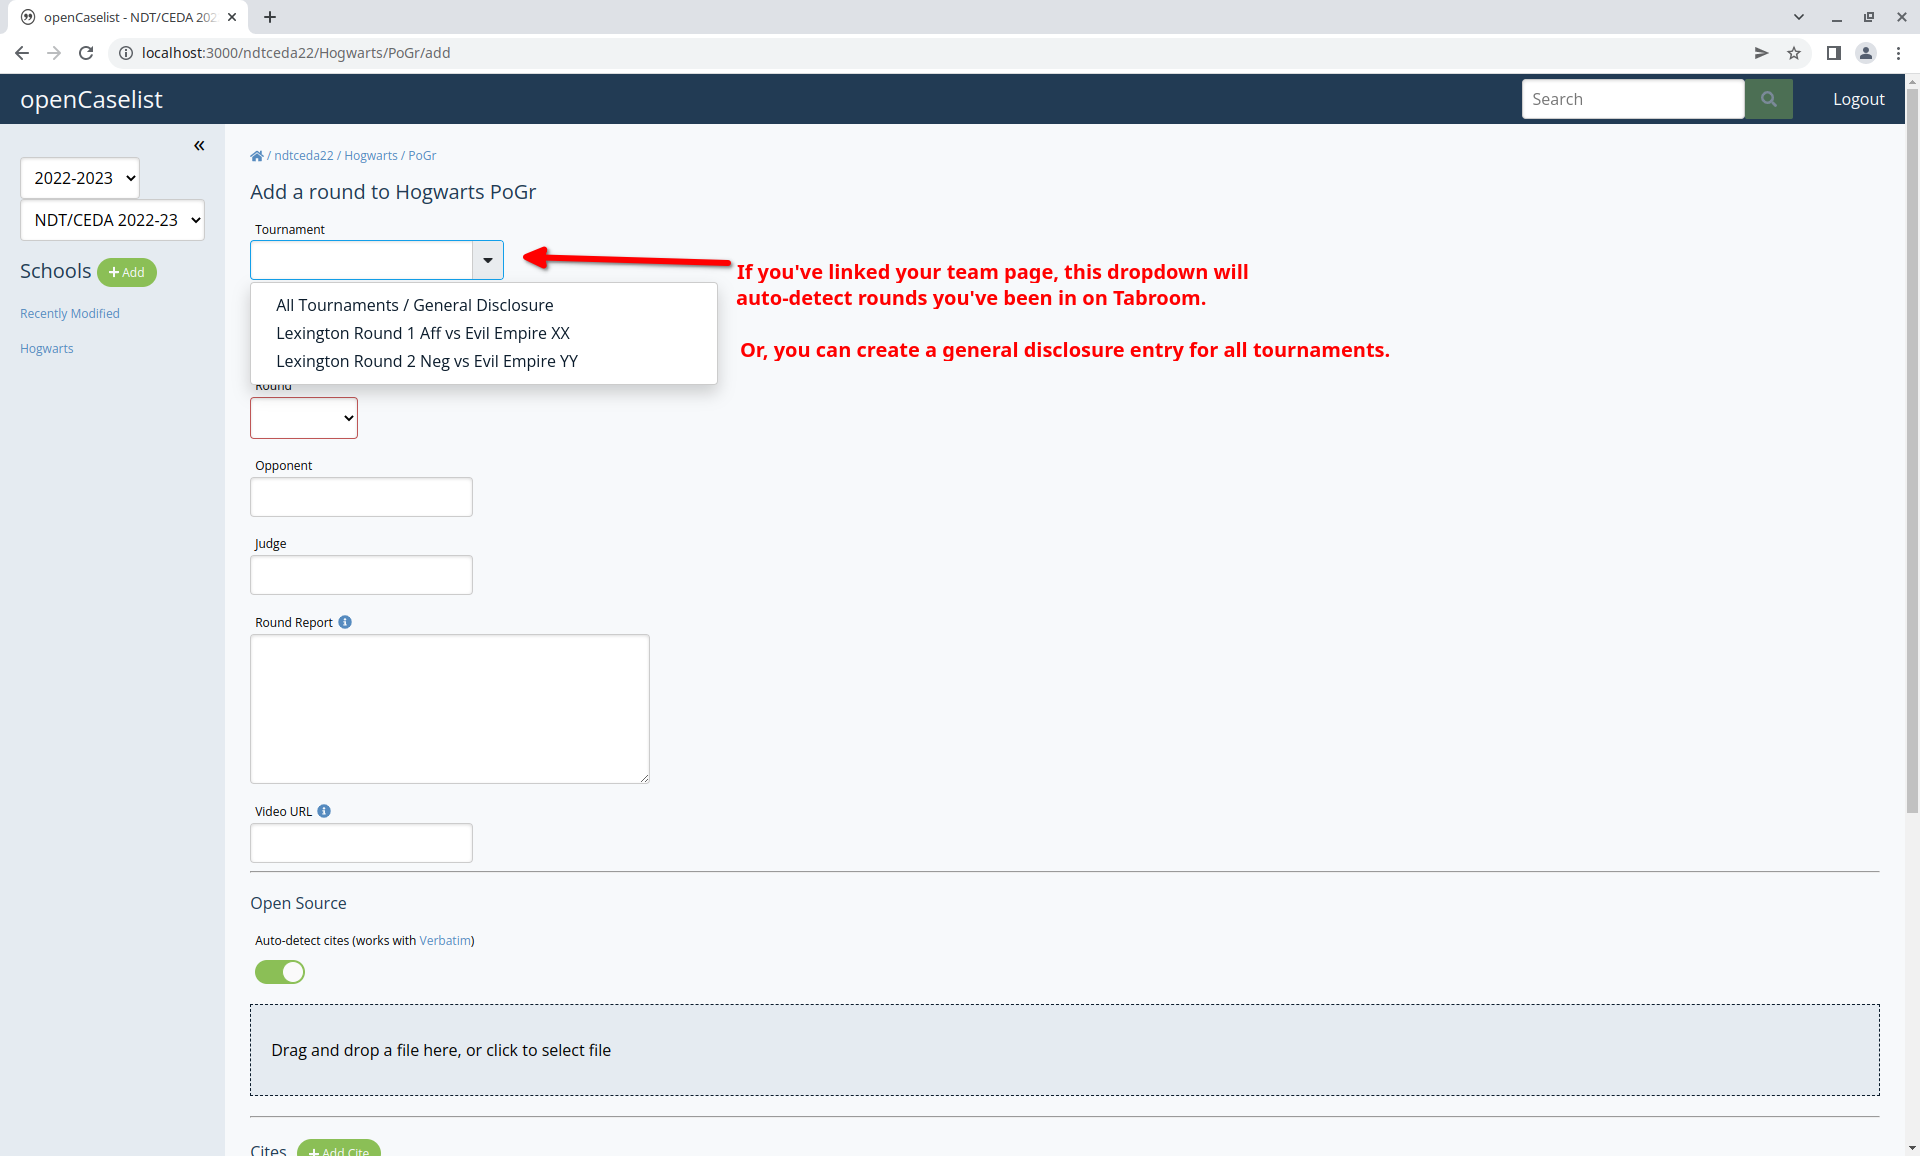 openCaselist - NDT/CEDA 202
localhost:3000/ndtceda22/Hogwarts/PoGr/add
openCaselist
Search
Logout
«
2022-2023
NDT/CEDA 2022-23
Schools
+ Add
Recently Modified
Hogwarts
/ ndtceda22 / Hogwarts / PoGr
Add a round to Hogwarts PoGr
Tournament
All Tournaments / General Disclosure
Lexington Round 1 Aff vs Evil Empire XX
Lexington Round 2 Neg vs Evil Empire YY
If you've linked your team page, this dropdown will
auto-detect rounds you've been in on Tabroom.
Or, you can create a general disclosure entry for all tournaments.
Round
Opponent
Judge
Round Report
Video URL
Open Source
Auto-detect cites (works with Verbatim)
Drag and drop a file here, or click to select file
Cites
+ Add Cite